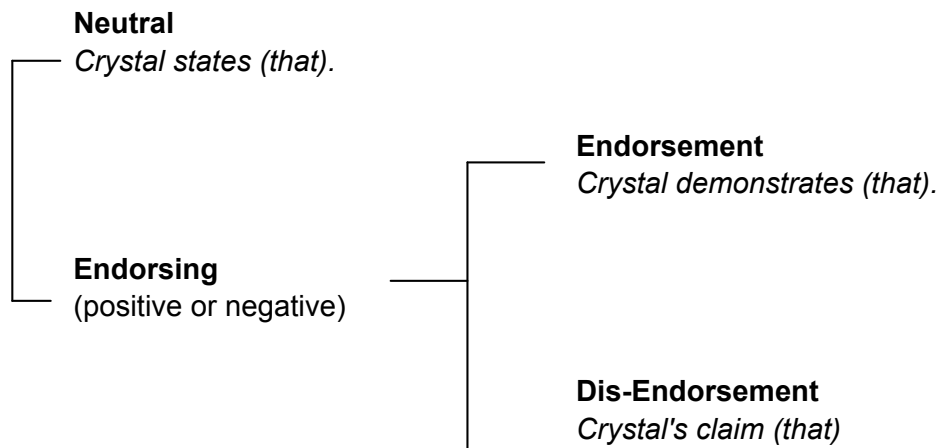 Neutral
Crystal states (that).
Endorsement
Crystal demonstrates (that).
Endorsing
(positive or negative)
Dis-Endorsement
Crystal's claim (that)